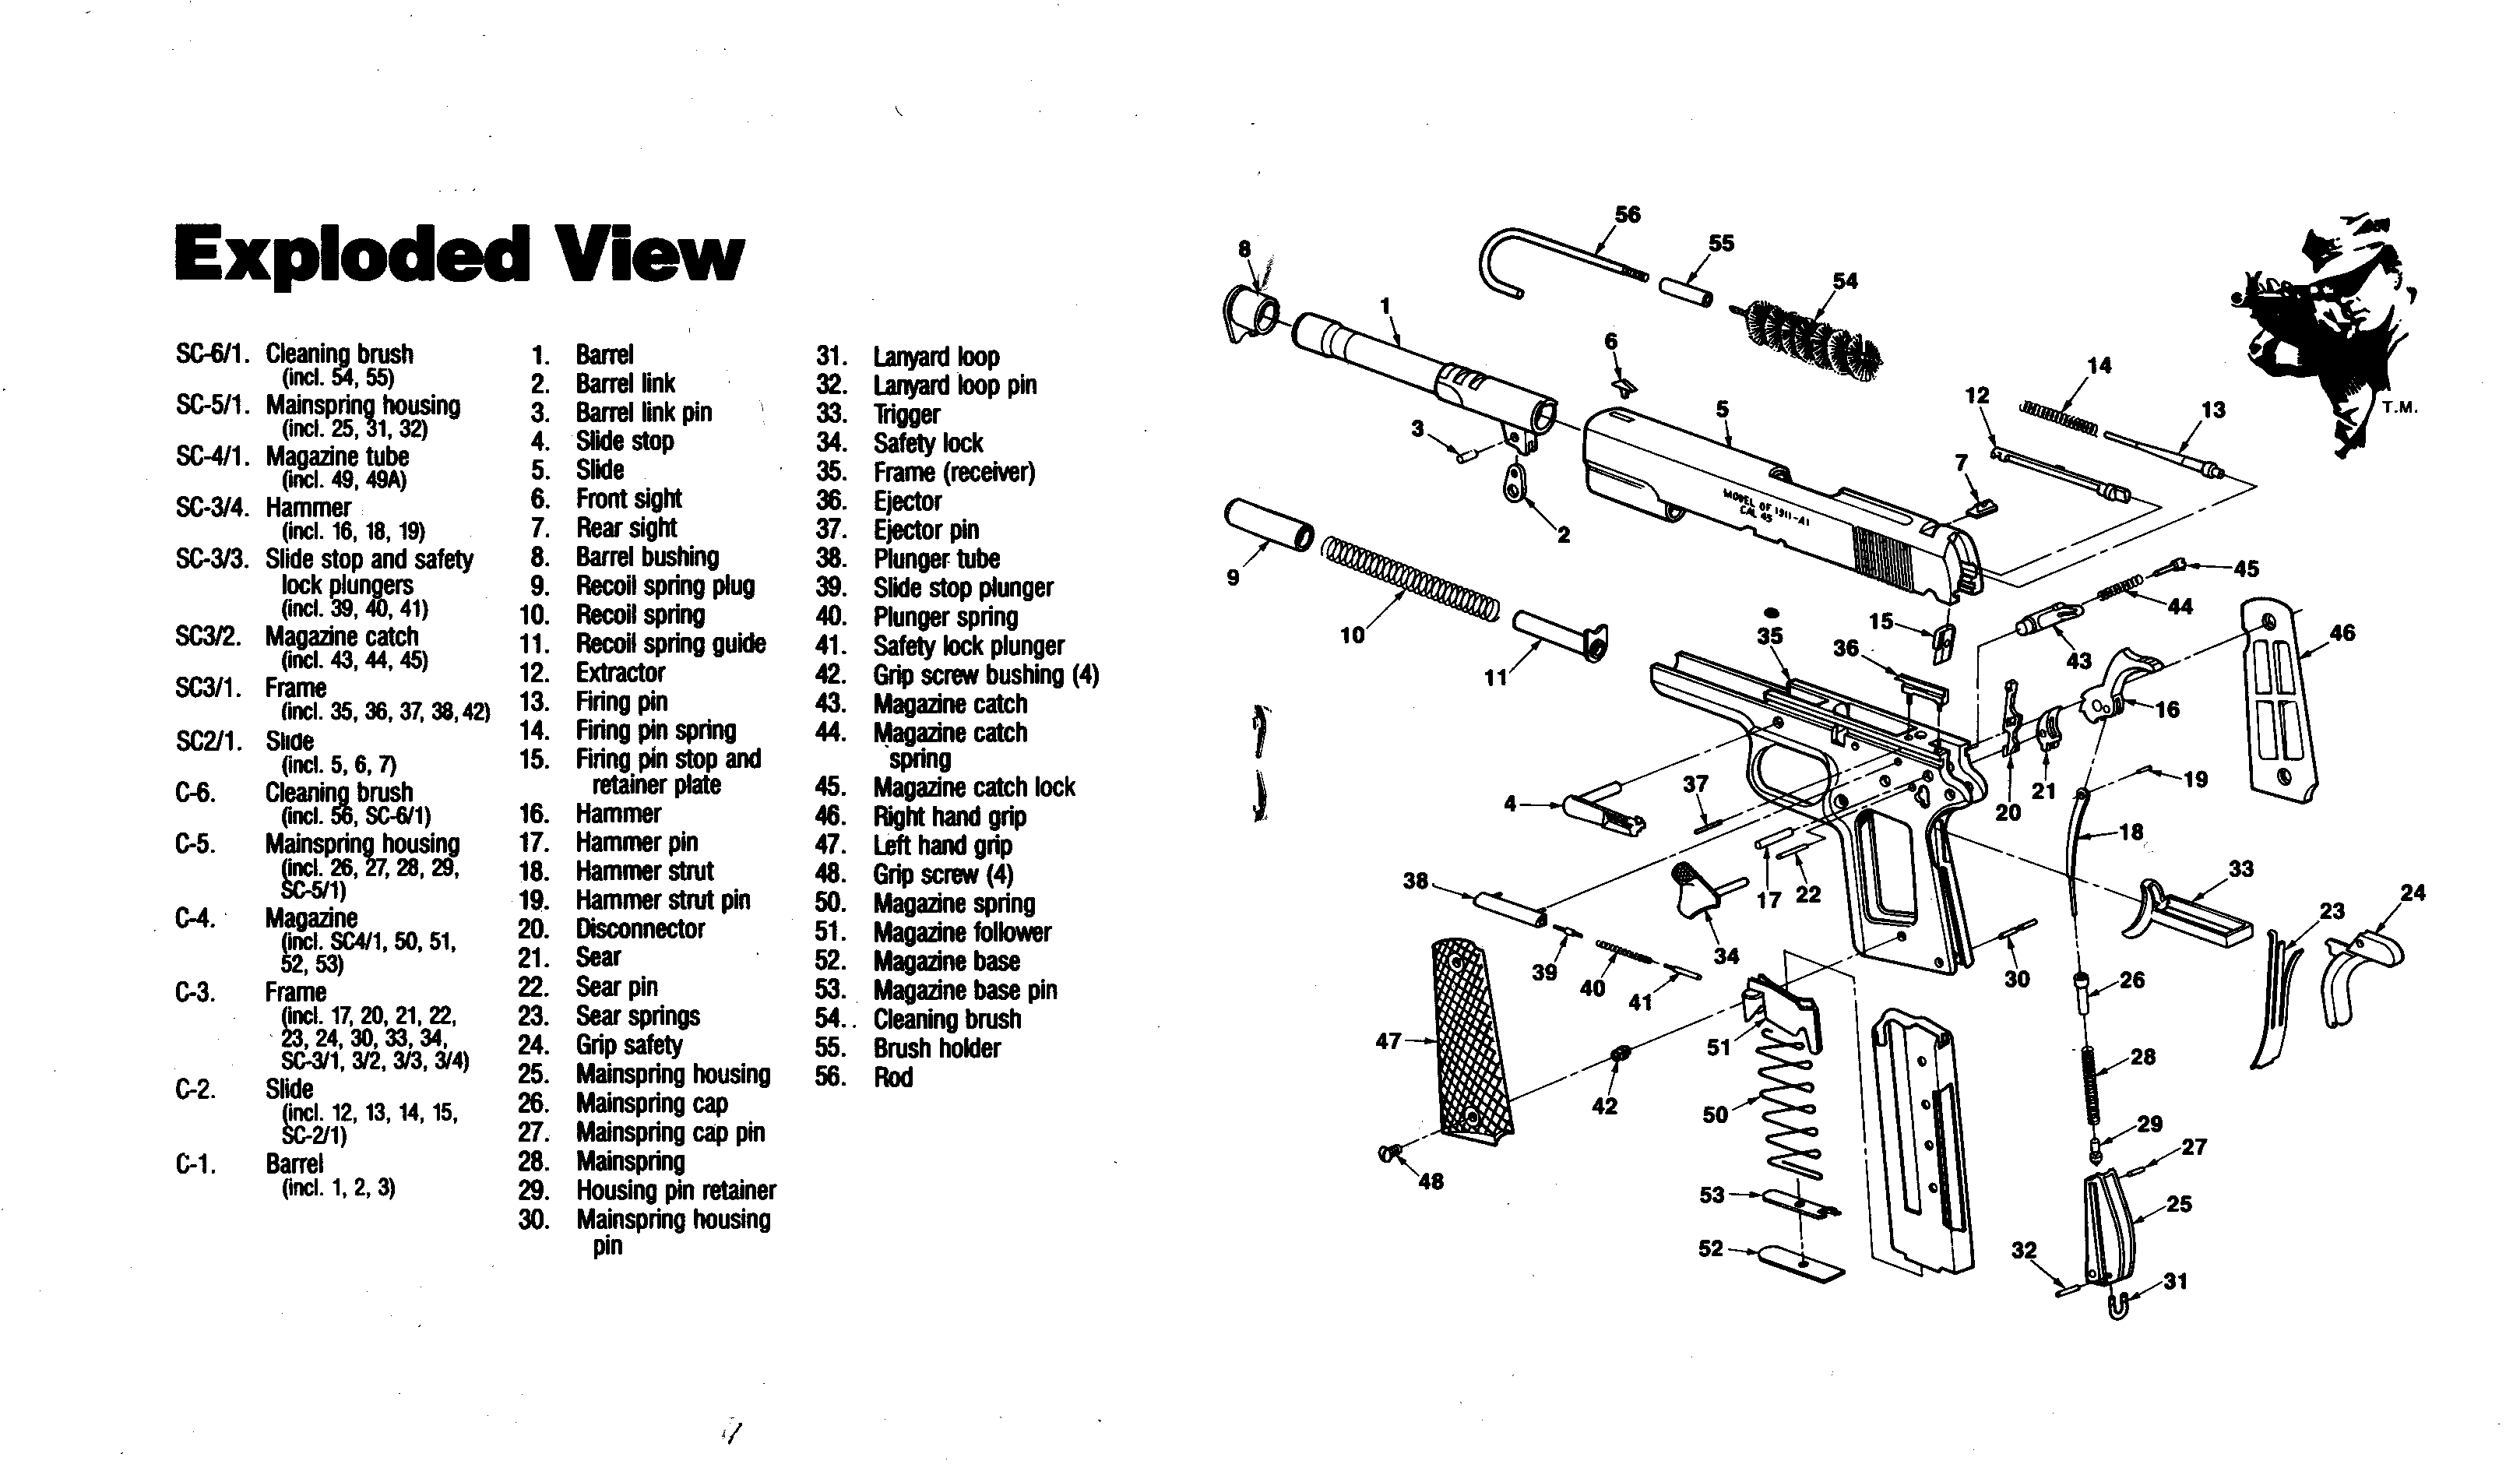 Exploded View
SC-6/1. Cleaning brush
(incl. 54, 55)
SC-5/1. Mainspring housing
(incl. 25, 31, 32)
SC-4/1. Magazine tube
(incl. 49, 49A)
SC-3/4. Hammer
(incl. 16, 18, 19)
SC-3/3. Slide stop and safety
lock plungers
(incl. 39, 40, 41)
SC3/2. Magazine catch
(incl. 43, 44, 45)
SC3/1. Frame
(incl. 35, 36, 37, 38, 42)
SC2/1. Slide
(incl. 5, 6, 7)
C-6. Cleaning brush
(incl. 56, SC-6/1)
C-5. Mainspring housing
(incl. 26, 27, 28, 29,
SC-5/1)
C-4. Magazine
(incl. SC4/1, 50, 51,
52, 53)
C-3. Frame
(incl. 17, 20, 21, 22,
23, 24, 30, 33, 34,
SC-3/1, 3/2, 3/3, 3/4)
C-2. Slide
(incl. 12, 13, 14, 15,
SC-2/1)
C-1. Barrel
(incl. 1, 2, 3)
1. Barrel
2. Barrel link
3. Barrel link pin
4. Slide stop
5. Slide
6. Front sight
7. Rear sight
8. Barrel bushing
9. Recoil spring plug
10. Recoil spring
11. Recoil spring guide
12. Extractor
13. Firing pin
14. Firing pin spring
15. Firing pin stop and
retainer plate
16. Hammer
17. Hammer pin
18. Hammer strut
19. Hammer strut pin
20. Disconnector
21. Sear
22. Sear pin
23. Sear springs
24. Grip safety
25. Mainspring housing
26. Mainspring cap
27. Mainspring cap pin
28. Mainspring
29. Housing pin retainer
30. Mainspring housing
pin
31. Lanyard loop
32. Lanyard loop pin
33. Trigger
34. Safety lock
35. Frame (receiver)
36. Ejector
37. Ejector pin
38. Plunger tube
39. Slide stop plunger
40. Plunger spring
41. Safety lock plunger
42. Grip screw bushing (4)
43. Magazine catch
44. Magazine catch
spring
45. Magazine catch lock
46. Right hand grip
47. Left hand grip
48. Grip screw (4)
50. Magazine spring
51. Magazine follower
52. Magazine base
53. Magazine base pin
54. Cleaning brush
55. Brush holder
56. Rod
56
55
8
54
1
6
14
12
13
5
T.M.
3
7
MODEL OF 1911-A1
CAL 45
2
9
45
44
10
35
15
46
36
43
11
16
37
19
4
20
21
18
33
38
17
22
24
23
34
39
30
40
26
41
47
51
28
42
50
29
27
48
53
25
52
32
31